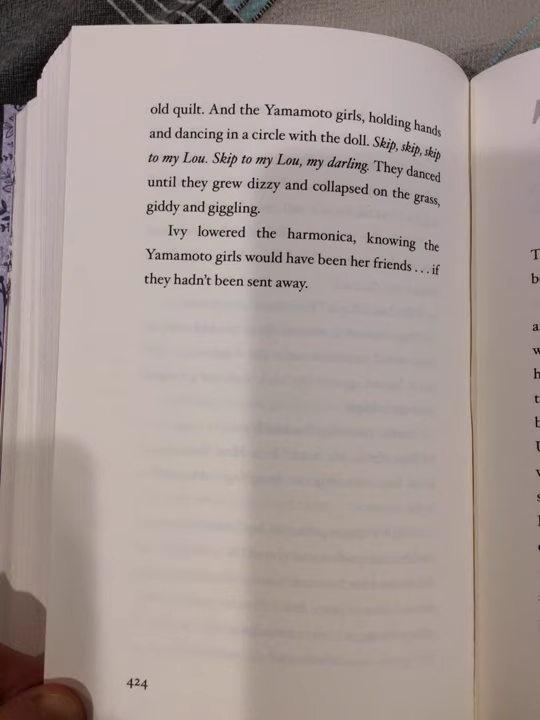 old quilt. And the Yamamoto girls, holding hands
and dancing in a circle with the doll. Skip, skip, skip
to my Lou. Skip to my Lou, my darling. They danced
until they grew dizzy and collapsed on the grass,
giddy and giggling.
Ivy lowered the harmonica, knowing the
Yamamoto girls would have been her friends . . . if
they hadn't been sent away.
424